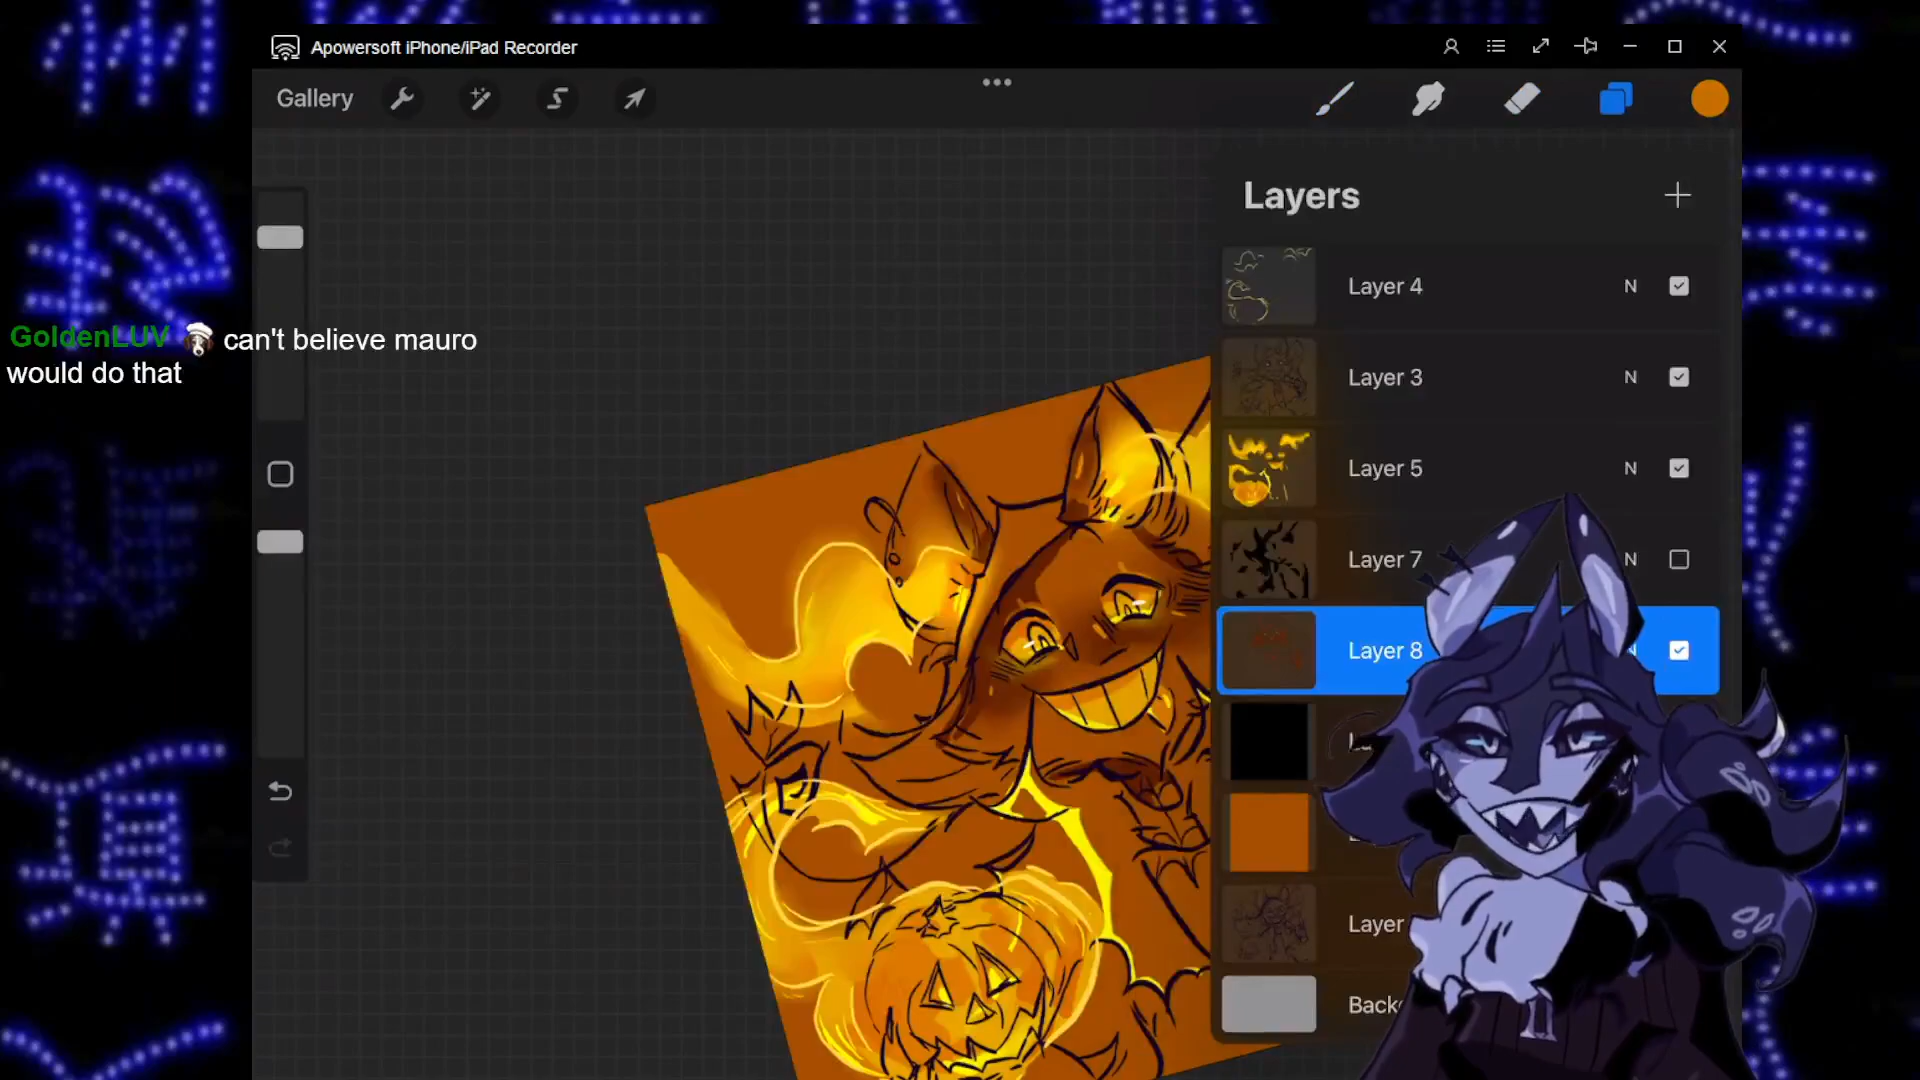 Apowersoft iPhone/iPad Recorder
Gallery
Layers
Layer 4 N
Layer 3 N
Layer 5 N
Layer 7 N
Layer 8
Layer
GoldenLUV can't believe mauro
would do that